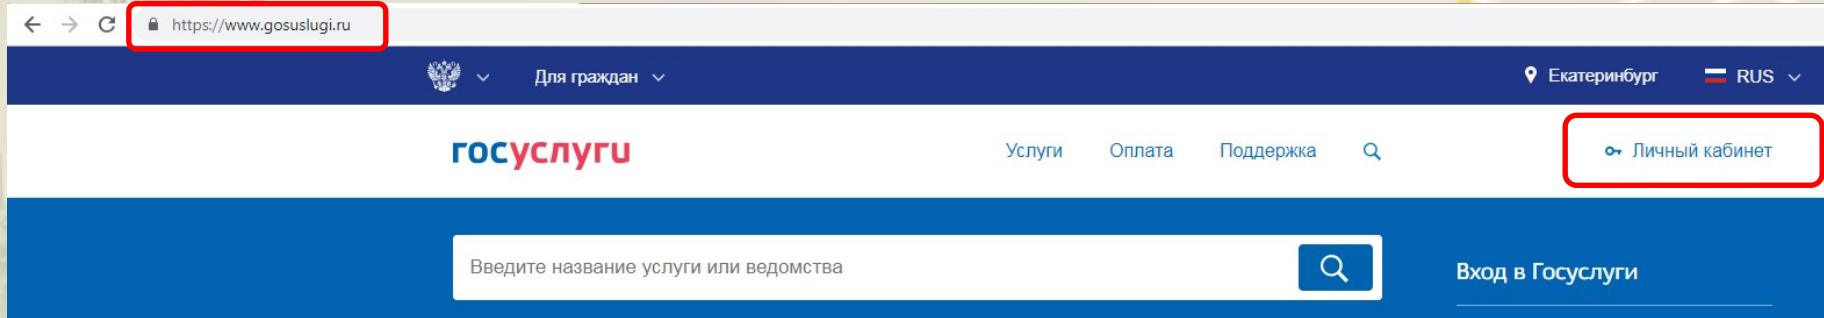 https://www.gosuslugi.ru
Для граждан
Екатеринбург
RUS
госуслуги
Услуги
Оплата
Поддержка
Личный кабинет
Введите название услуги или ведомства
Вход в Госуслуги